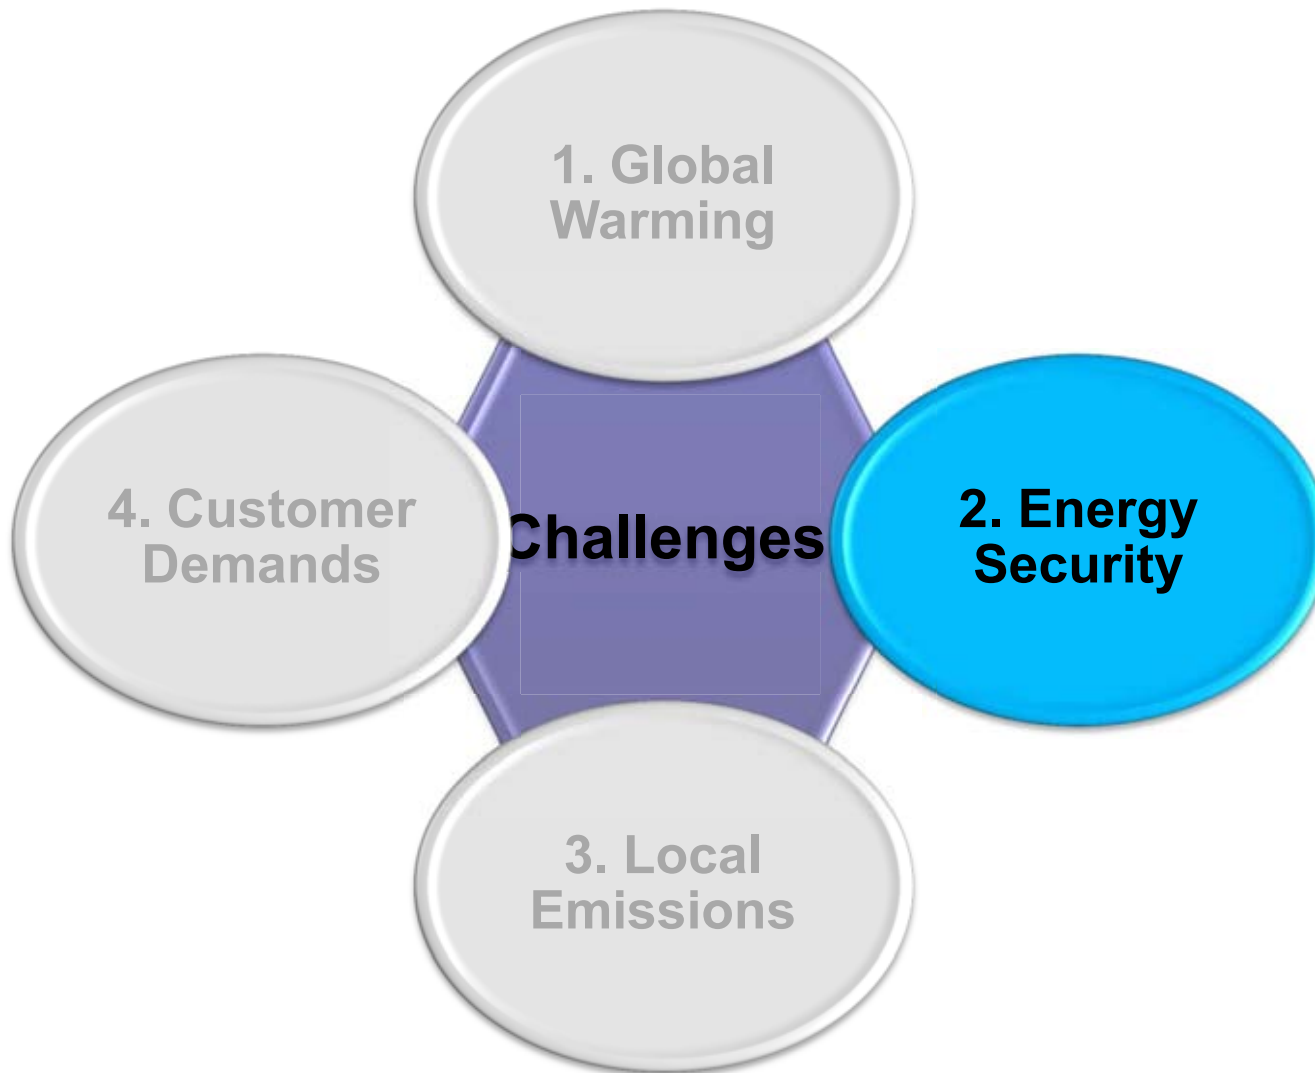 1. Global
Warming
4. Customer
Demands
Challenges
2. Energy
Security
3. Local
Emissions